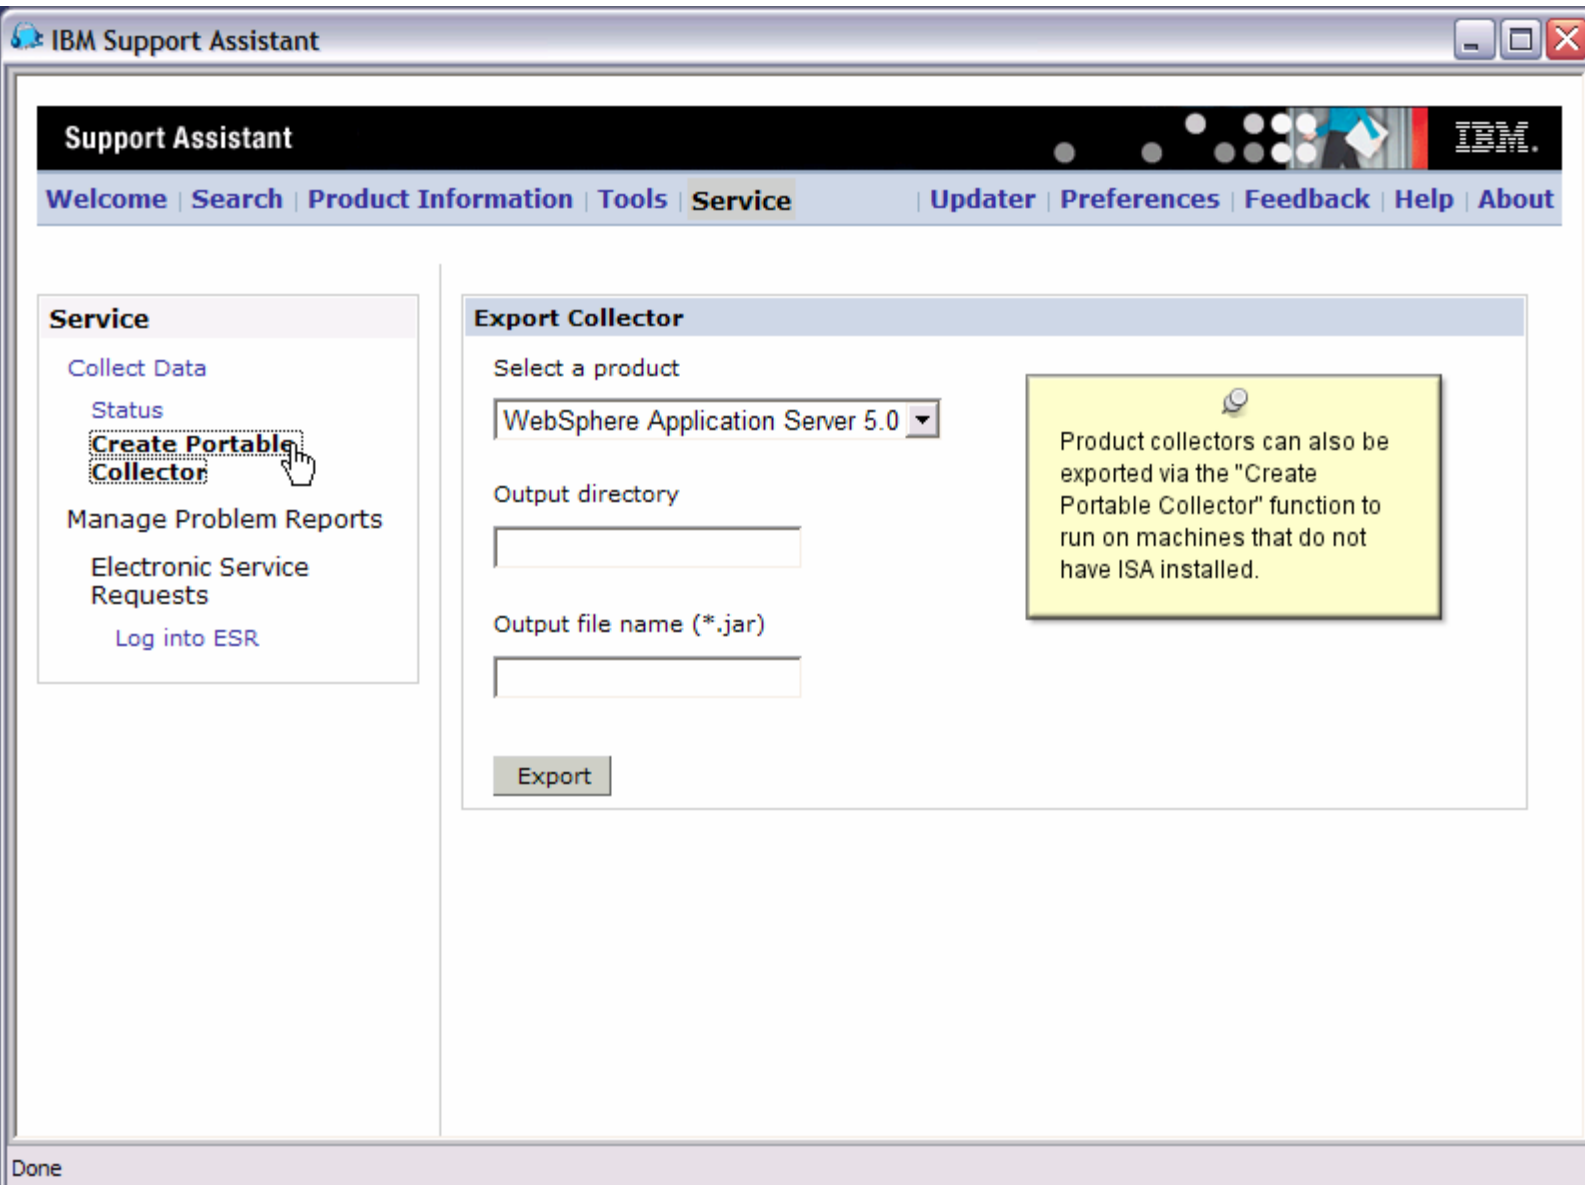 IBM Support Assistant
Support Assistant
IBM.
Welcome | Search | Product Information | Tools | Service | Updater | Preferences | Feedback | Help | About
Service
Collect Data
Status
Create Portable
Collector
Manage Problem Reports
Electronic Service
Requests
Log into ESR
Export Collector
Select a product
WebSphere Application Server 5.0
Output directory
Output file name (*.jar)
Export
Product collectors can also be
exported via the "Create
Portable Collector" function to
run on machines that do not
have ISA installed.
Done